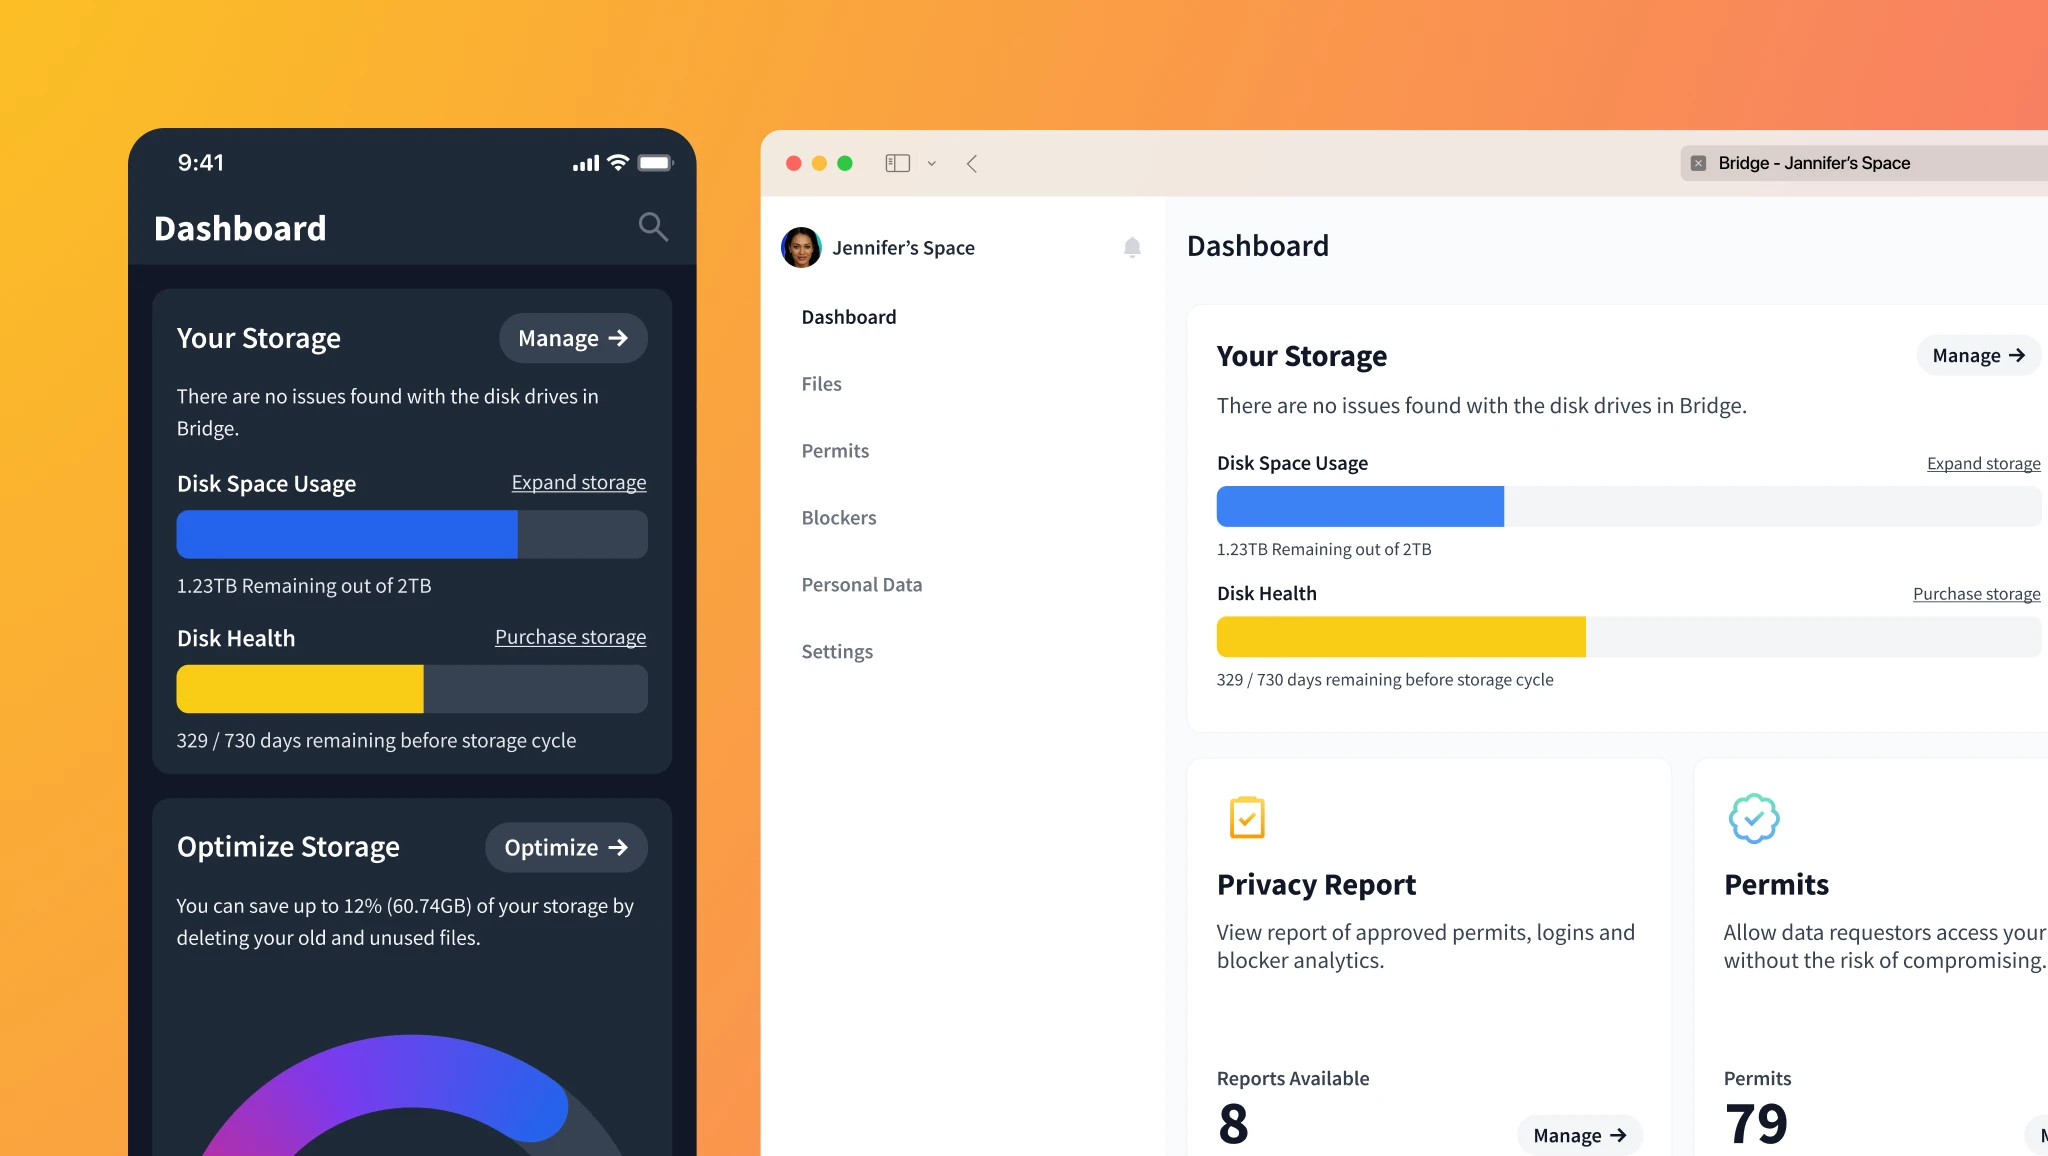 9:41
Dashboard
Your Storage
Manage →
There are no issues found with the disk drives in
Bridge.
Disk Space Usage
Expand storage
1.23TB Remaining out of 2TB
Disk Health
Purchase storage
329 / 730 days remaining before storage cycle
Optimize Storage
Optimize →
You can save up to 12% (60.74GB) of your storage by
deleting your old and unused files.
Bridge - Jannifer’s Space
Jennifer’s Space
Dashboard
Files
Permits
Blockers
Personal Data
Settings
Dashboard
Your Storage
Manage →
There are no issues found with the disk drives in Bridge.
Disk Space Usage
Expand storage
1.23TB Remaining out of 2TB
Disk Health
Purchase storage
329 / 730 days remaining before storage cycle
Privacy Report
View report of approved permits, logins and
blocker analytics.
Reports Available
8
Manage →
Permits
Allow data requestors access your
without the risk of compromising.
Permits
79